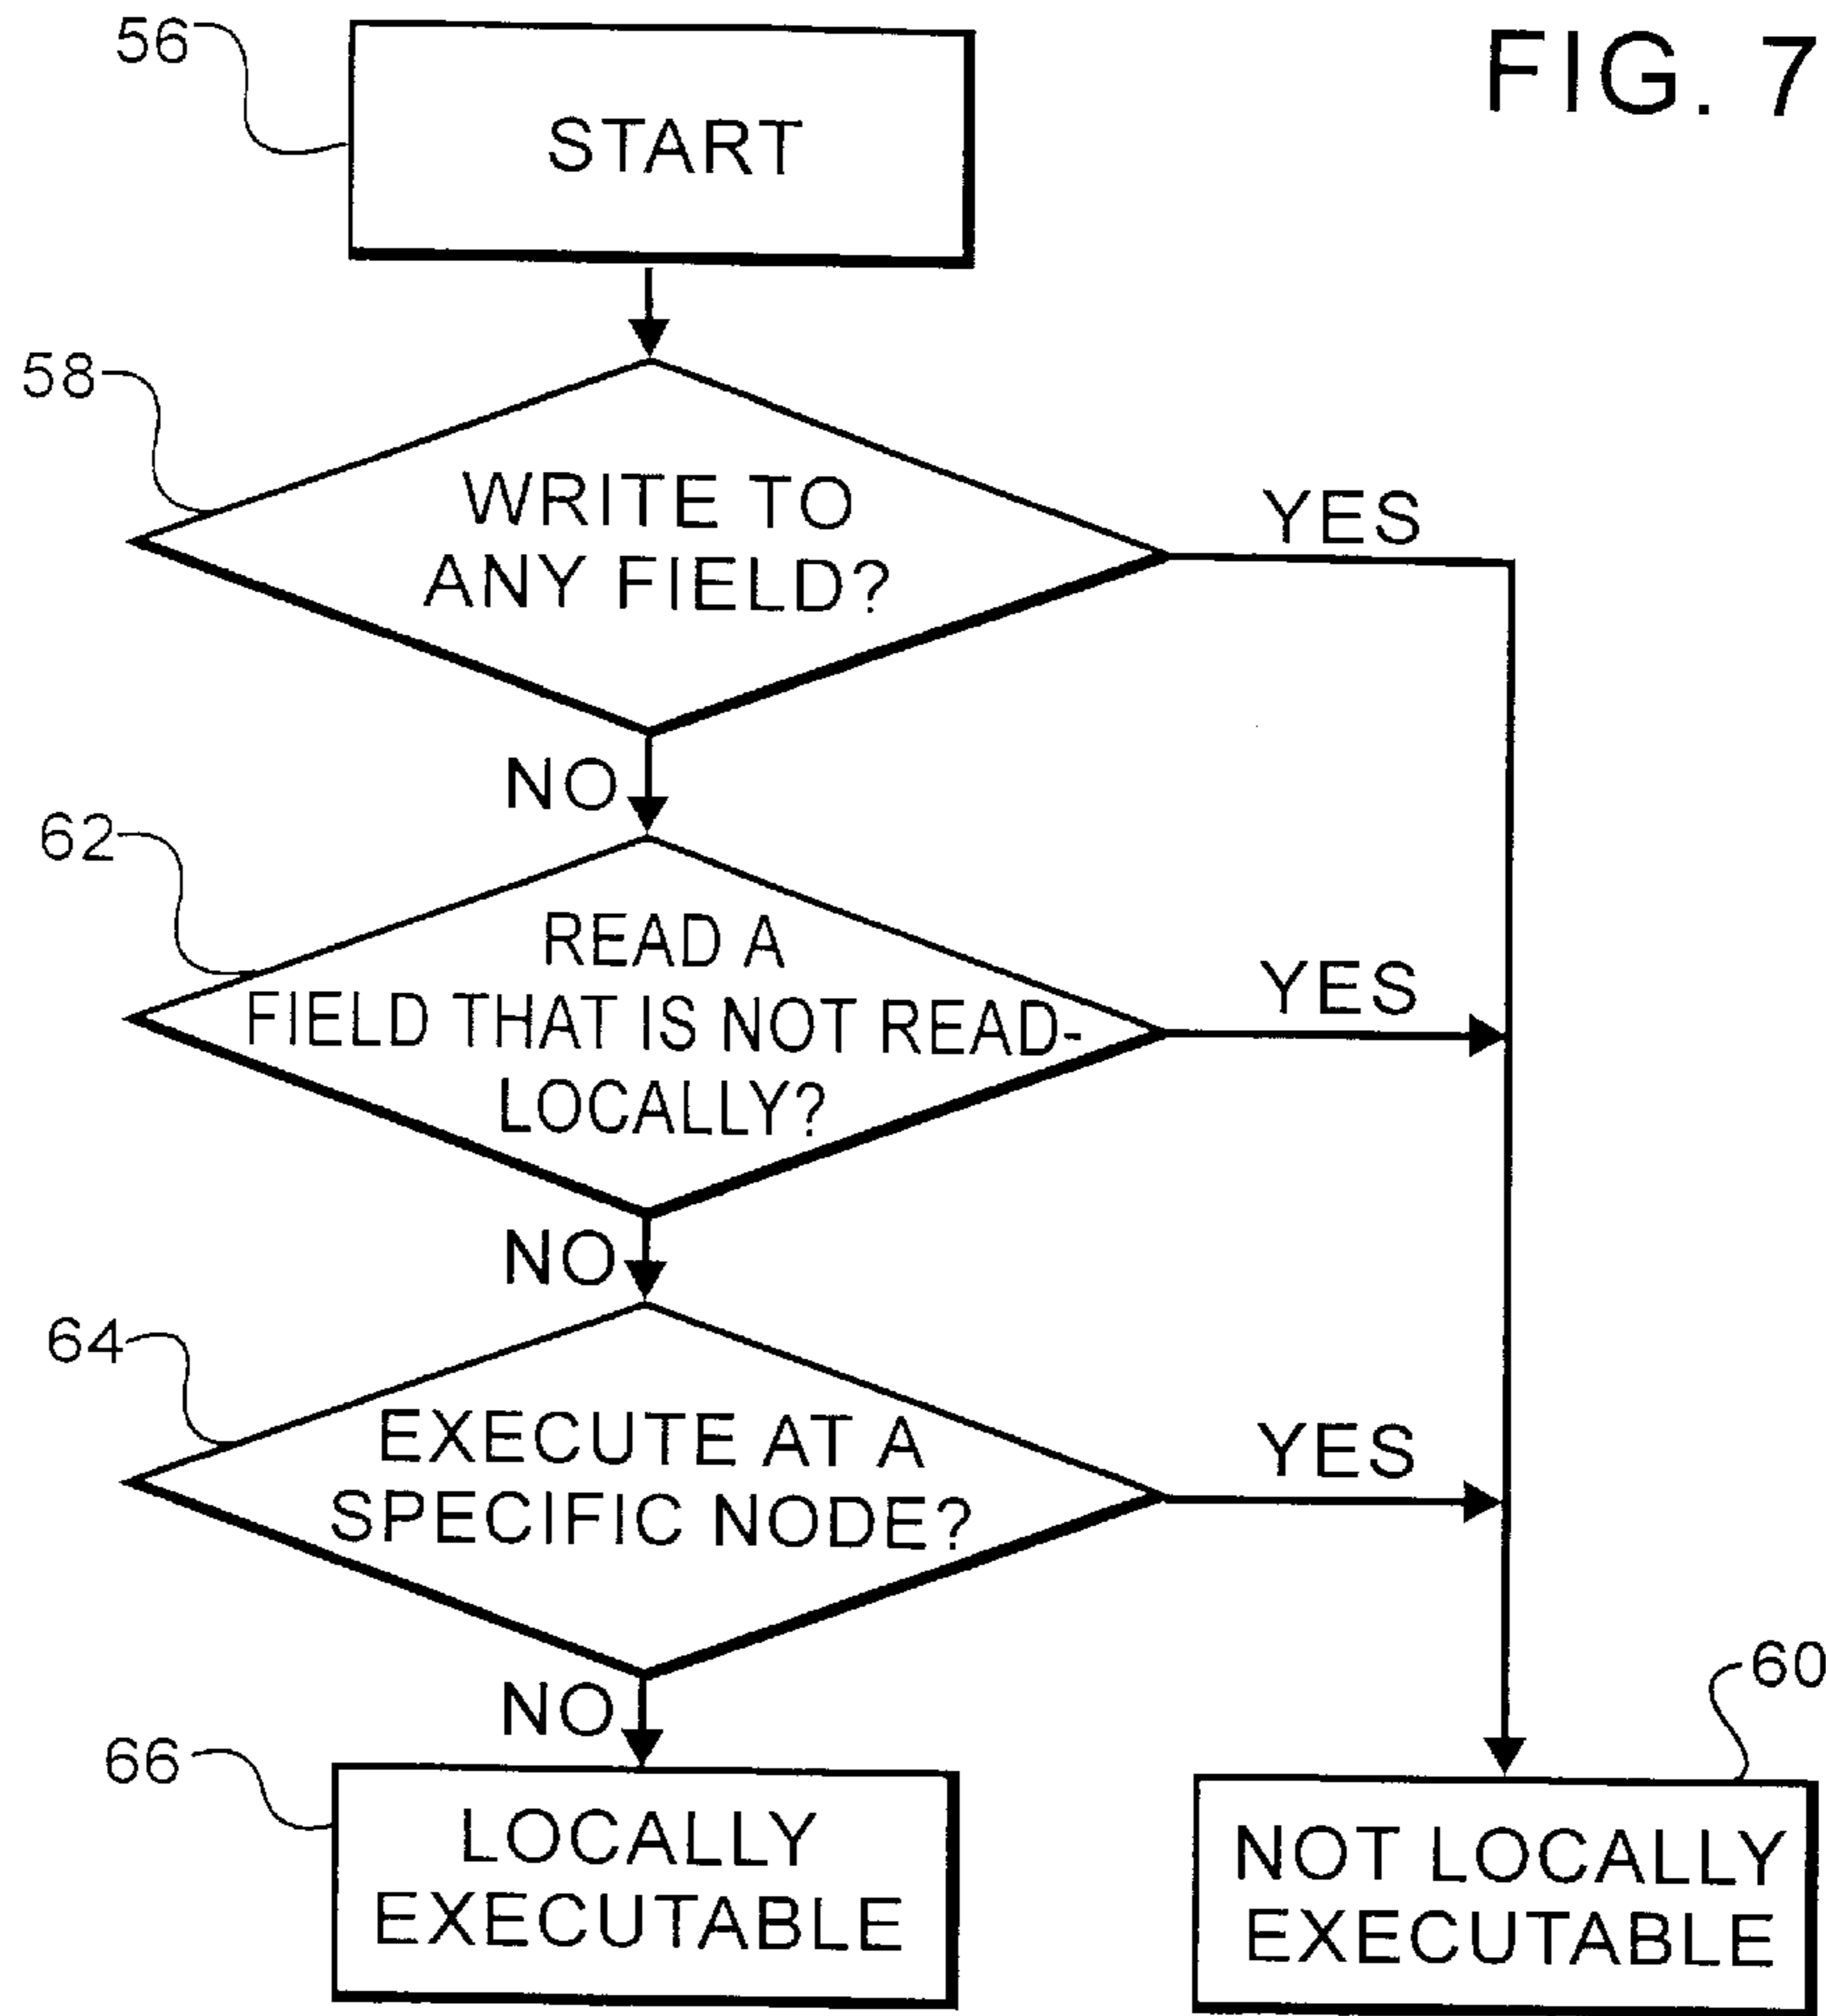 56
START
FIG. 7
58
WRITE TO
ANY FIELD?
YES
NO
62
READ A
FIELD THAT IS NOT READ-
LOCALLY?
YES
NO
64
EXECUTE AT A
SPECIFIC NODE?
YES
NO
66
LOCALLY
EXECUTABLE
60
NOT LOCALLY
EXECUTABLE